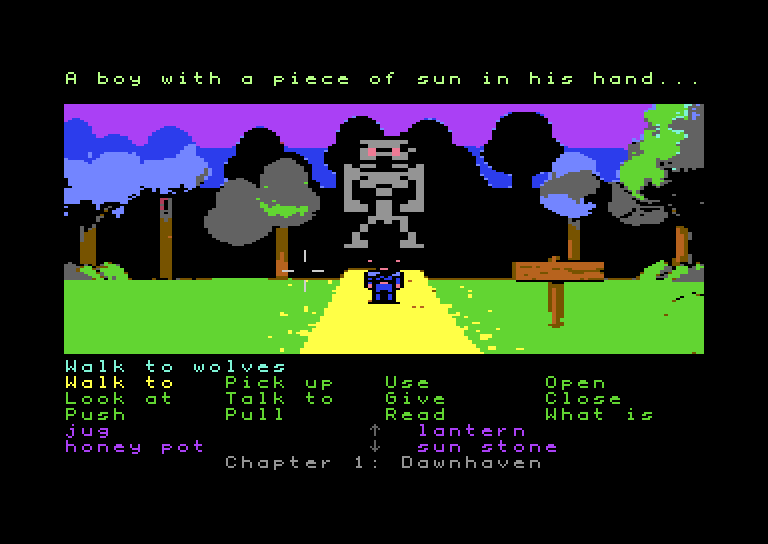 A boy with a piece of sun in his hand...
Walk to wolves
Walk to Pick up Use Open
Look at Talk to Give Close
Push Pull Read What is
jug ↑ lantern
honey pot ↓ sun stone
Chapter 1: Dawnhaven